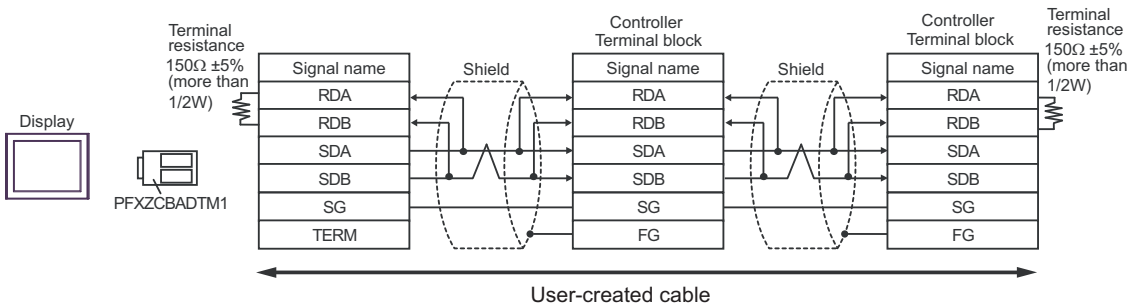 Display
PFXZCBADTM1
Terminal
resistance
150Ω ±5%
(more than
1/2W)
Signal name
RDA
RDB
SDA
SDB
SG
TERM
Shield
Controller
Terminal block
Signal name
RDA
RDB
SDA
SDB
SG
FG
Shield
Controller
Terminal block
Signal name
RDA
RDB
SDA
SDB
SG
FG
Terminal
resistance
150Ω ±5%
(more than
1/2W)
User-created cable